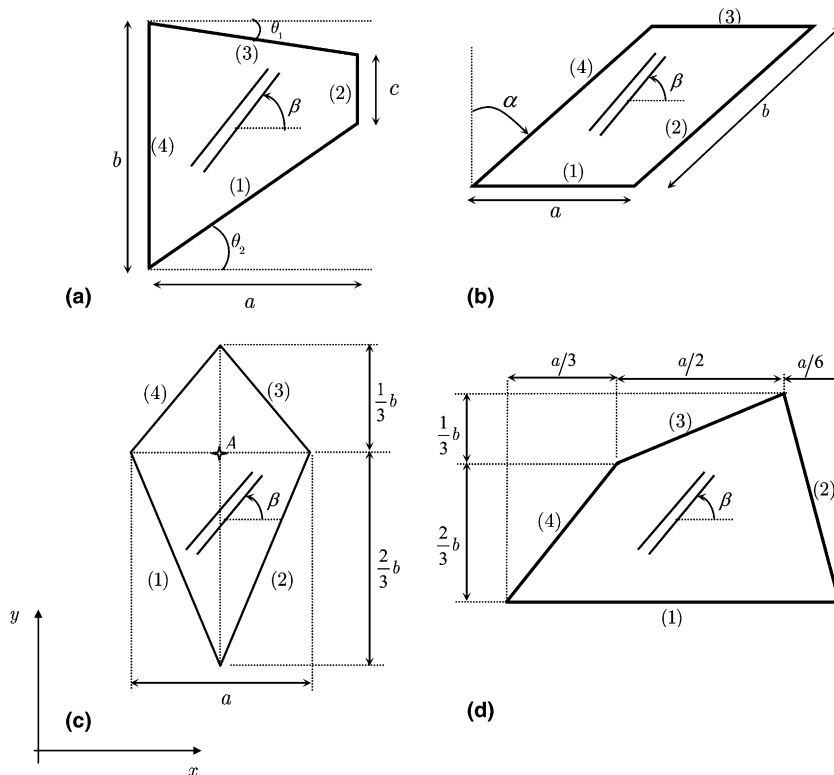 θ₁
(3)
(2)
c
β
b
(4)
(1)
θ₂
a
(a)
(3)
(4)
β
α
(2)
b
(1)
a
(b)
(4)
(3)
1/3 b
A
β
(1)
(2)
2/3 b
a
y
x
(c)
a/3
a/2
a/6
1/3 b
(3)
β
(2)
(4)
2/3 b
(1)
(d)